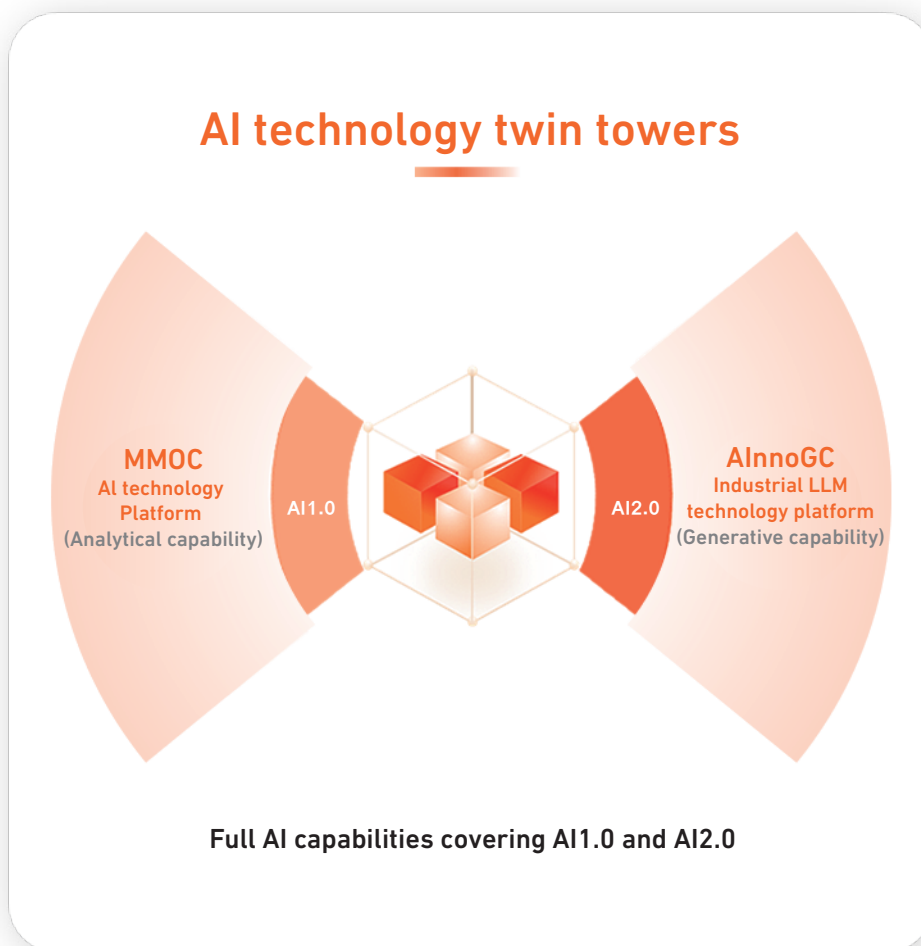 AI technology twin towers
MMOC
AI technology
Platform
(Analytical capability)
AI1.0
AI2.0
AInnoGC
Industrial LLM
technology platform
(Generative capability)
Full AI capabilities covering AI1.0 and AI2.0